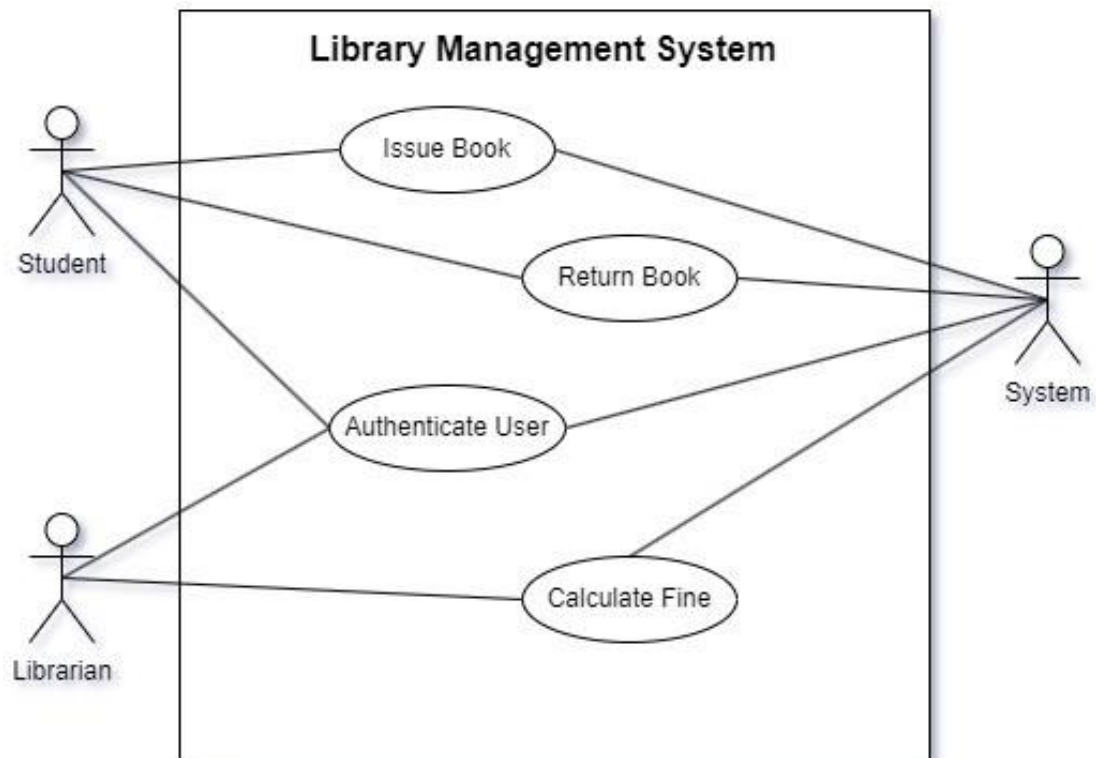 Library Management System
Issue Book
Student
Return Book
System
Authenticate User
Calculate Fine
Librarian